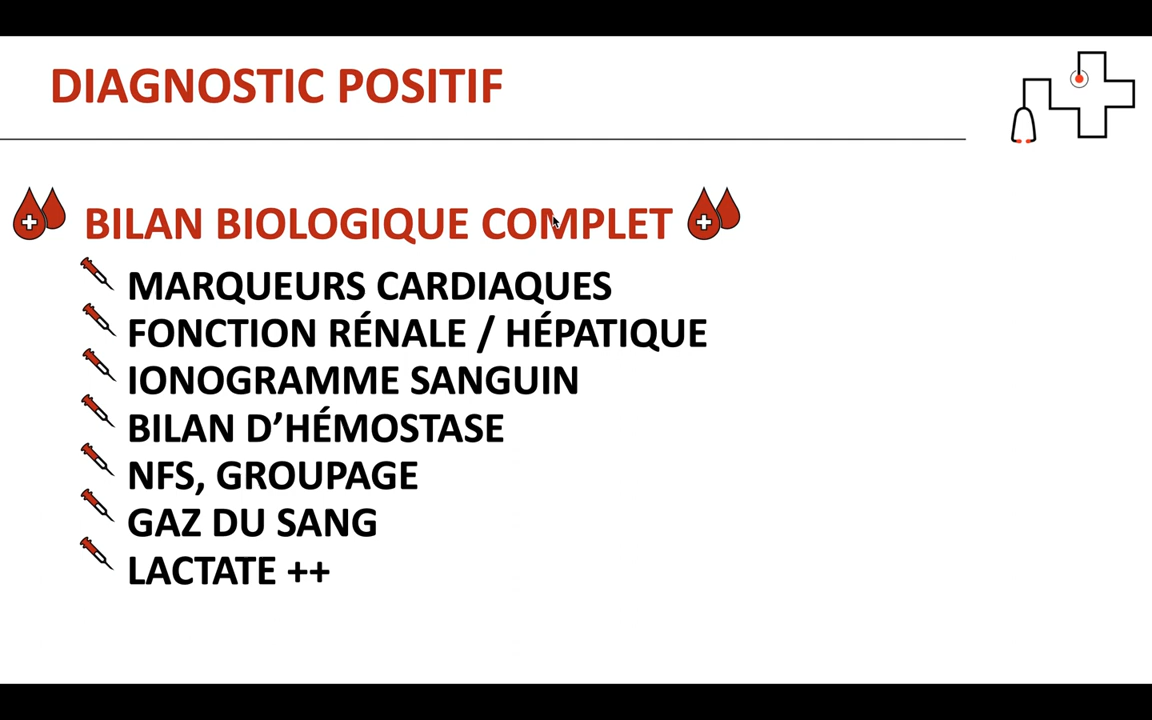 DIAGNOSTIC POSITIF
BILAN BIOLOGIQUE COMPLET
MARQUEURS CARDIAQUES
FONCTION RÉNALE / HÉPATIQUE
IONOGRAMME SANGUIN
BILAN D’HÉMOSTASE
NFS, GROUPAGE
GAZ DU SANG
LACTATE ++